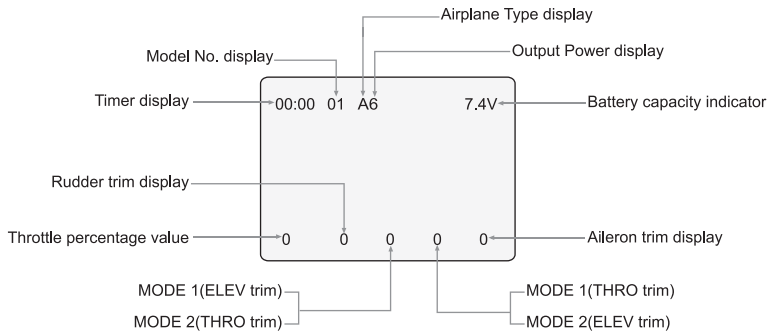 Airplane Type display
Output Power display
Model No. display
Timer display
00:00 01 A6 7.4V
Battery capacity indicator
Rudder trim display
Throttle percentage value
0 0 0 0 0
Aileron trim display
MODE 1(ELEV trim)
MODE 2(THRO trim)
MODE 1(THRO trim)
MODE 2(ELEV trim)